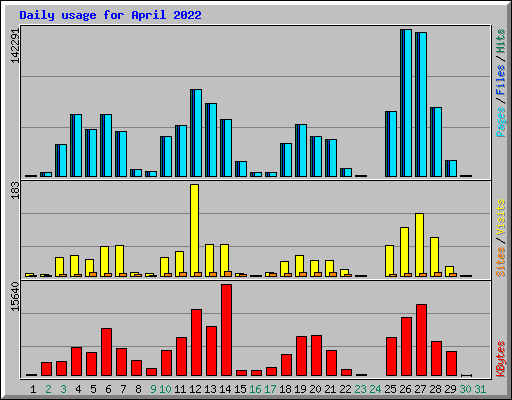 Daily usage for April 2022
142291
Pages / Files / Hits
183
Sites / Visits
15640
KBytes
1 2 3 4 5 6 7 8 9 10 11 12 13 14 15 16 17 18 19 20 21 22 23 24 25 26 27 28 29 30 31